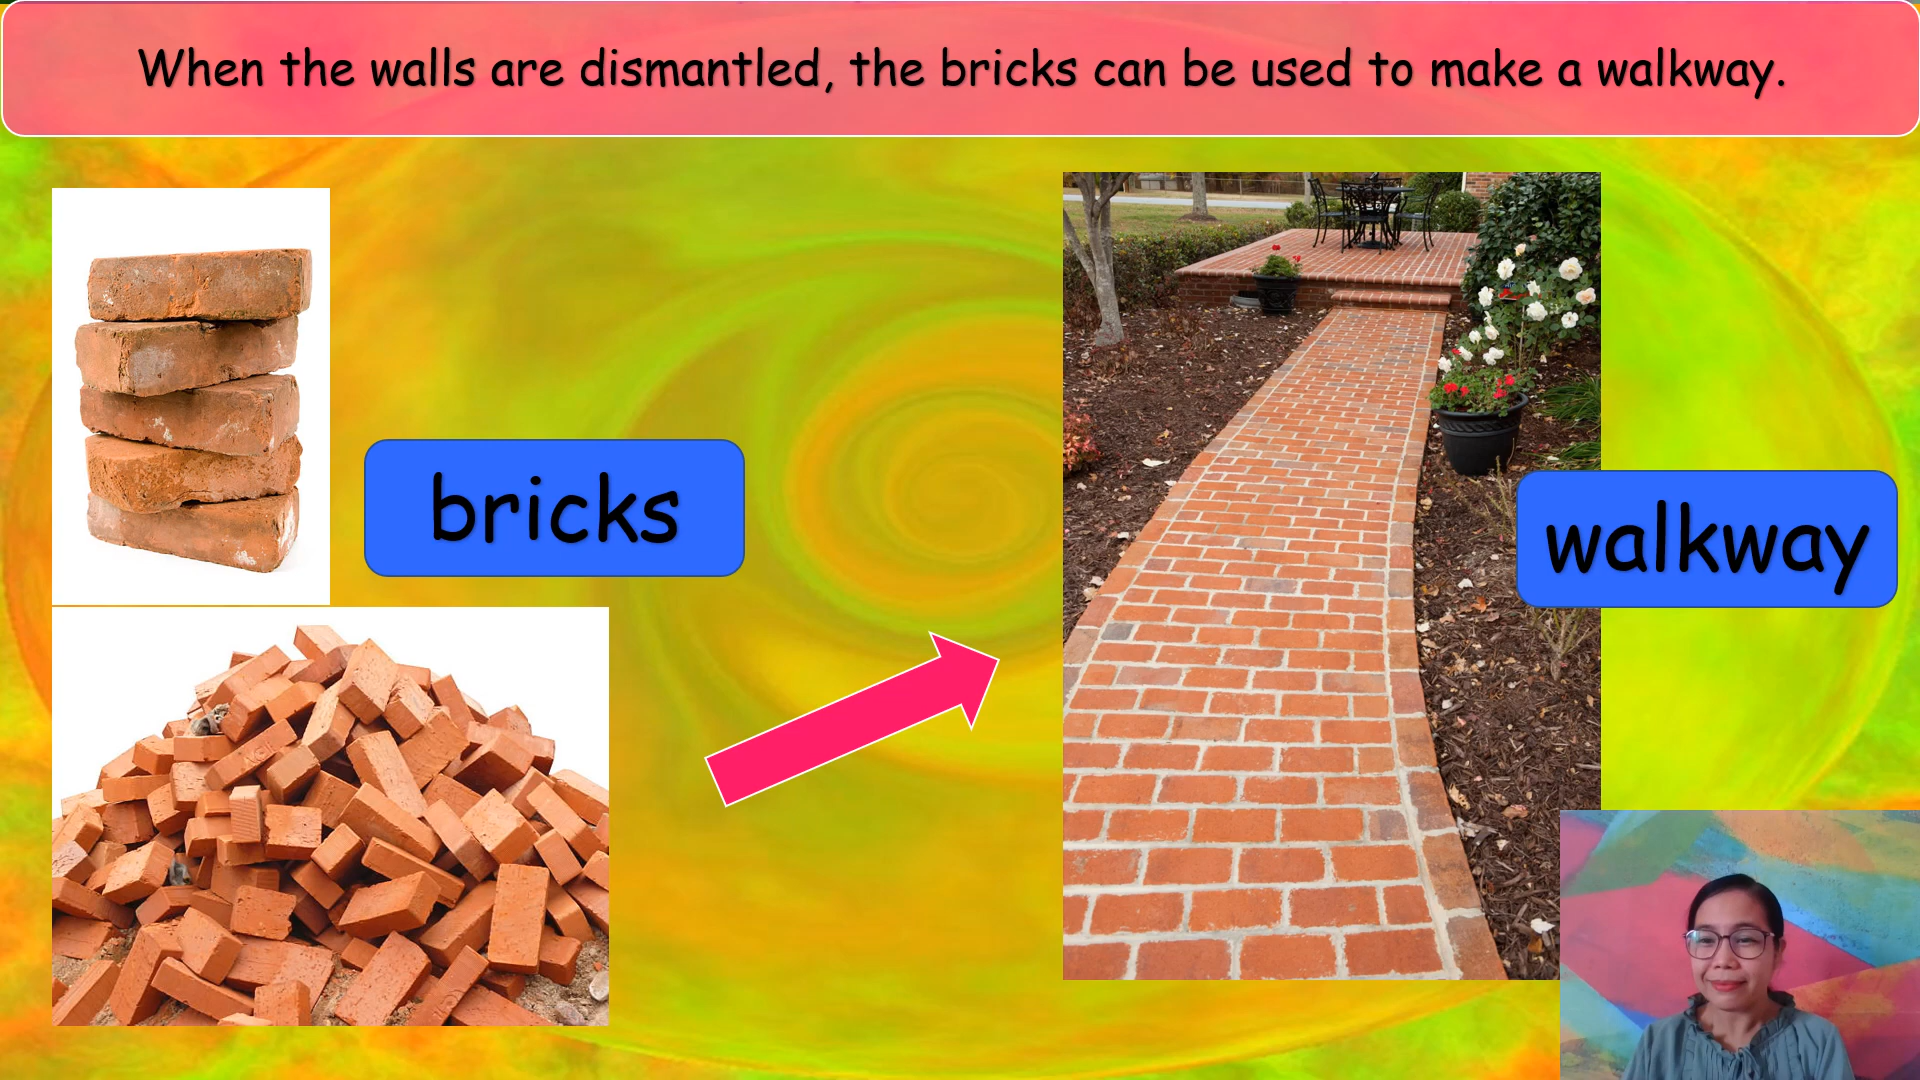 When the walls are dismantled, the bricks can be used to make a walkway.
bricks
walkway